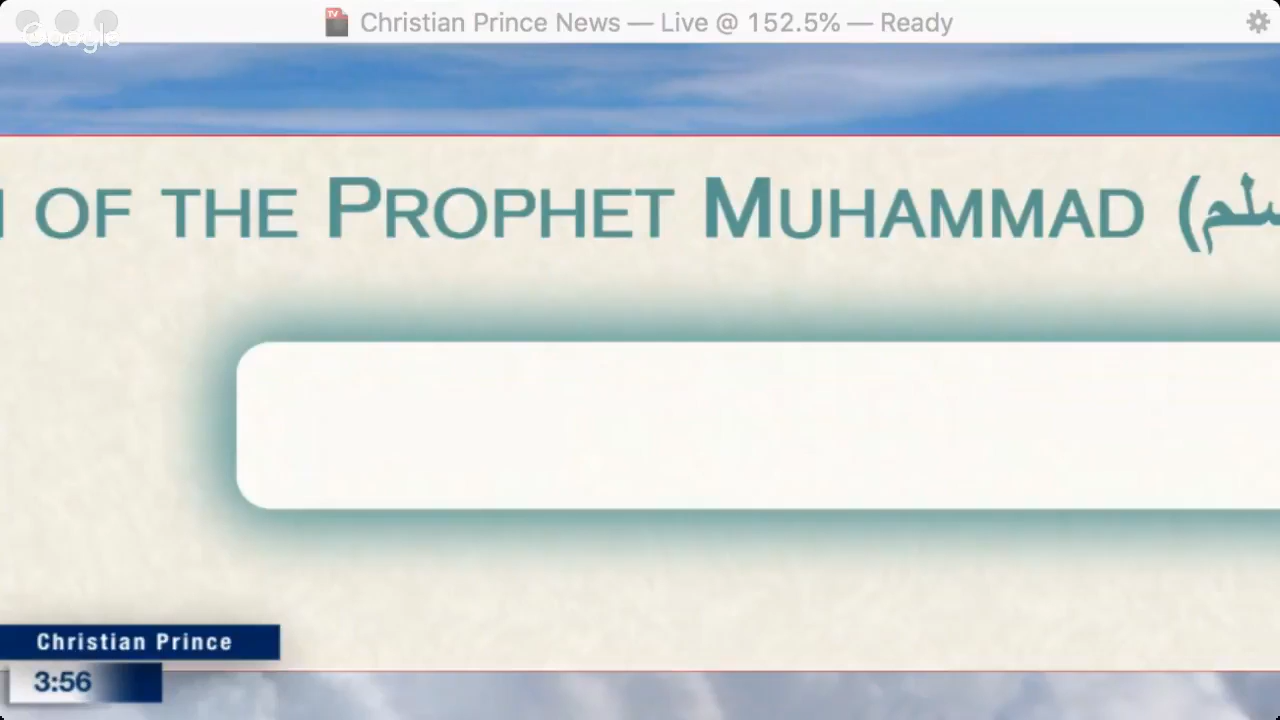 Christian Prince News — Live @ 152.5% — Ready
Google
OF THE PROPHET MUHAMMAD (
Christian Prince
3:56